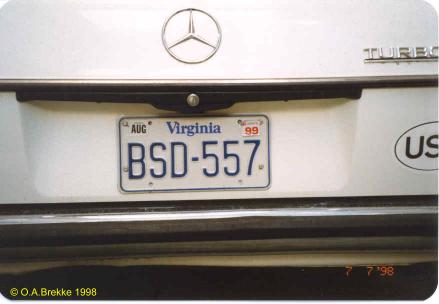 TURBO
AUG Virginia 99
BSD-557
US
7 7'98
© O.A.Brekke 1998